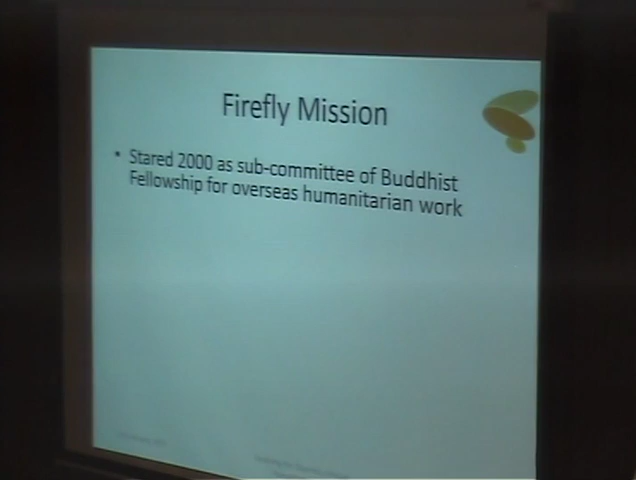 Firefly Mission
• Stared 2000 as sub-committee of Buddhist
Fellowship for overseas humanitarian work